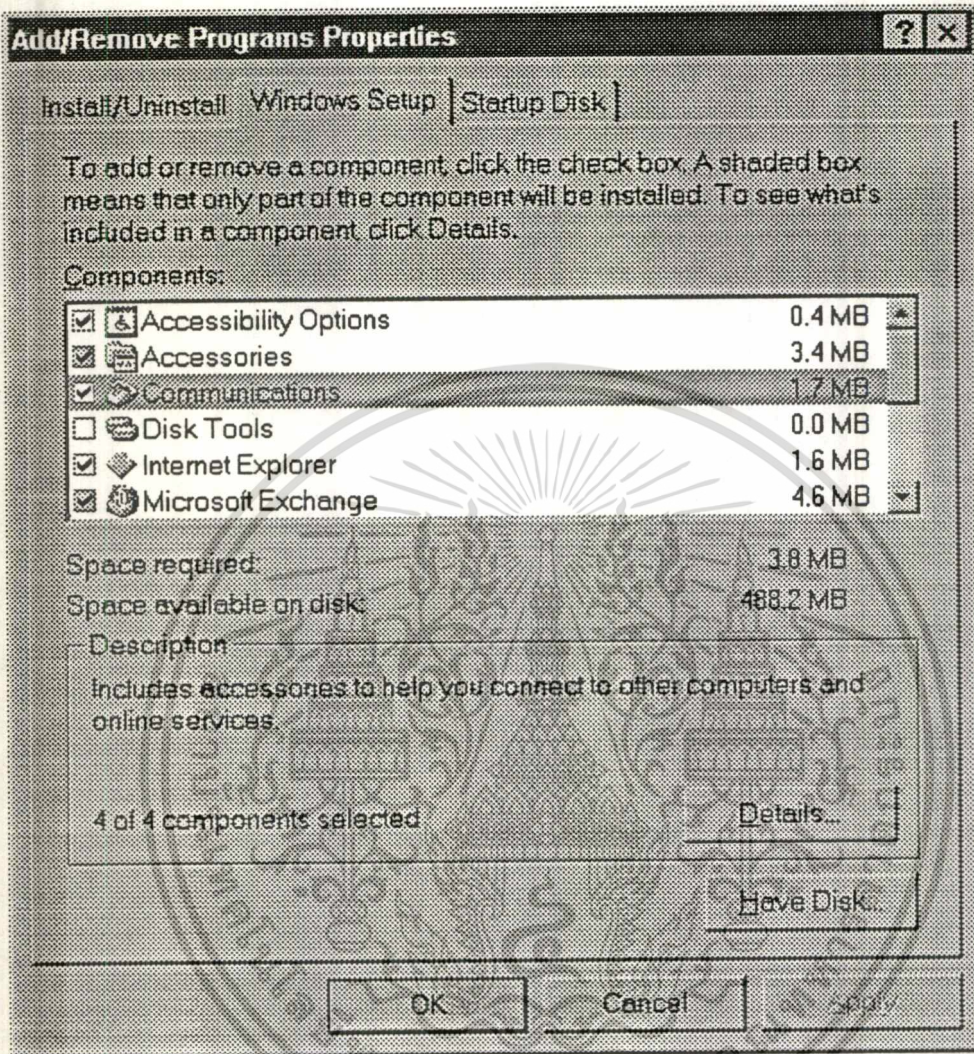 Add/Remove Programs Properties
Install/Uninstall Windows Setup Startup Disk
To add or remove a component, click the check box. A shaded box
means that only part of the component will be installed. To see what's
included in a component, click Details.
Components:
Accessibility Options 0.4 MB
Accessories 3.4 MB
Communications 1.7 MB
Disk Tools 0.0 MB
Internet Explorer 1.6 MB
Microsoft Exchange 4.6 MB
Space required: 3.8 MB
Space available on disk: 488.2 MB
Description
Includes accessories to help you connect to other computers and
online services.
4 of 4 components selected
Details...
Have Disk...
OK Cancel Apply